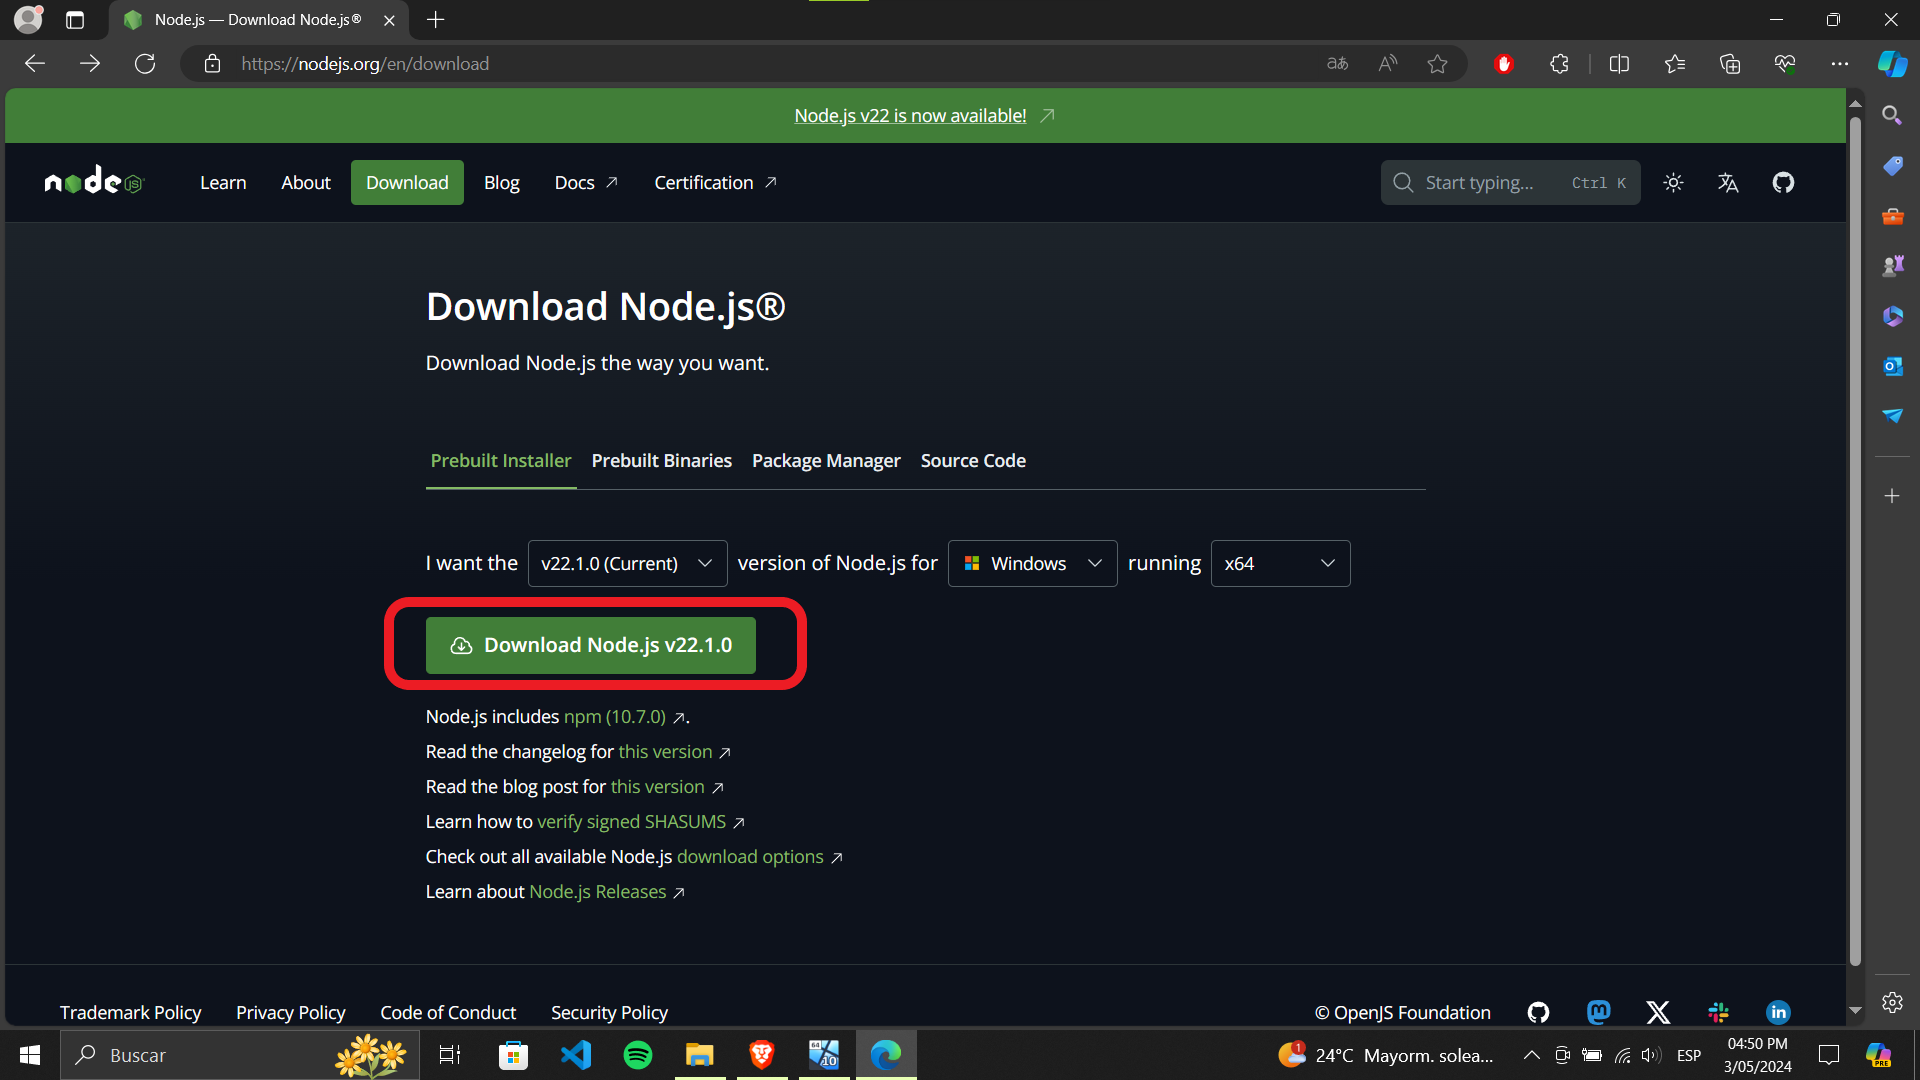 Node.js — Download Node.js®
https://nodejs.org/en/download
Node.js v22 is now available!
node
Learn
About
Download
Blog
Docs
Certification
Start typing...
Ctrl K
Download Node.js®
Download Node.js the way you want.
Prebuilt Installer
Prebuilt Binaries
Package Manager
Source Code
I want the v22.1.0 (Current) version of Node.js for Windows running x64
Download Node.js v22.1.0
Node.js includes npm (10.7.0) .
Read the changelog for this version
Read the blog post for this version
Learn how to verify signed SHASUMS
Check out all available Node.js download options
Learn about Node.js Releases
Trademark Policy
Privacy Policy
Code of Conduct
Security Policy
© OpenJS Foundation
Buscar
24°C Mayorm. solea...
ESP
04:50 PM
3/05/2024